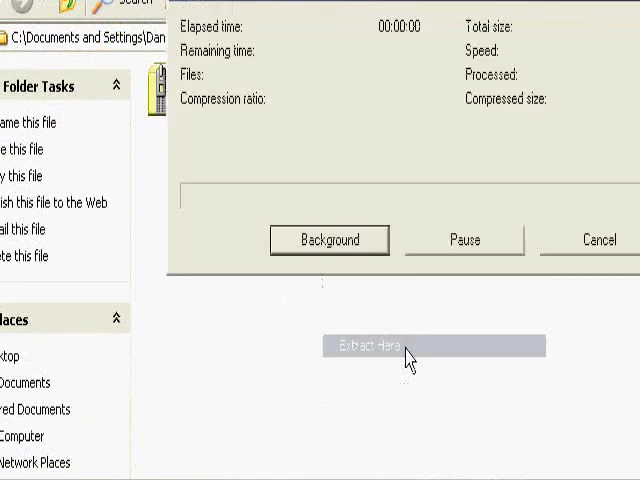 Search
C:\Documents and Settings\Dan
Folder Tasks
ame this file
e this file
y this file
ish this file to the Web
ail this file
ete this file
laces
ktop
Documents
red Documents
Computer
Network Places
Elapsed time: 00:00:00 Total size:
Remaining time: Speed:
Files: Processed:
Compression ratio: Compressed size:
Background Pause Cancel
Extract Here